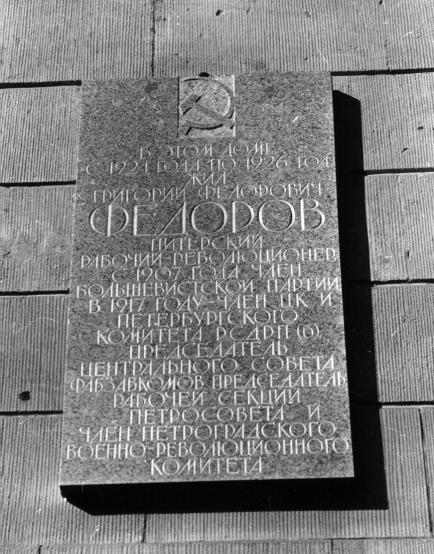 В ЭТОМ ДОМЕ
С 1924 ГОДА ПО 1926 ГОД
ЖИЛ
ГРИГОРИЙ ФЕДОРОВИЧ
ФЕДОРОВ
ПИТЕРСКИЙ
РАБОЧИЙ-РЕВОЛЮЦИОНЕР
С 1907 ГОДА ЧЛЕН
БОЛЬШЕВИСТСКОЙ ПАРТИИ
В 1917 ГОДУ-ЧЛЕН ЦК И
ПЕТЕРБУРГСКОГО
КОМИТЕТА РСДРП(б),
ПРЕДСЕДАТЕЛЬ
ЦЕНТРАЛЬНОГО СОВЕТА
ФАБЗАВКОМОВ, ПРЕДСЕДАТЕЛЬ
РАБОЧЕЙ СЕКЦИИ
ПЕТРОСОВЕТА И
ЧЛЕН ПЕТРОГРАДСКОГО
ВОЕННО-РЕВОЛЮЦИОННОГО
КОМИТЕТА